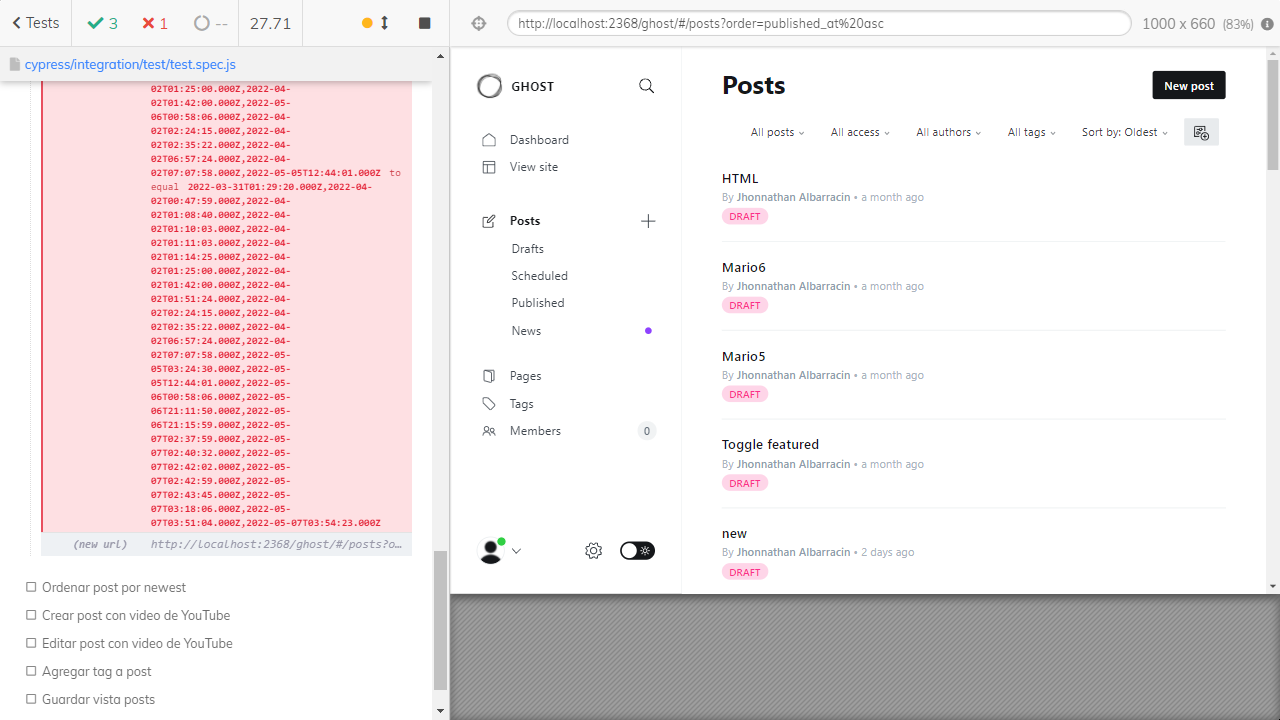 Tests
3
1
--
27.71
cypress/integration/test/test.spec.js
02T01:25:00.000Z,2022-04-
02T01:42:00.000Z,2022-05-
06T00:58:06.000Z,2022-04-
02T02:24:15.000Z,2022-04-
02T02:35:22.000Z,2022-04-
02T06:57:24.000Z,2022-04-
02T07:07:58.000Z,2022-05-05T12:44:01.000Z to
equal 2022-03-31T01:29:20.000Z,2022-04-
02T00:47:59.000Z,2022-04-
02T01:08:40.000Z,2022-04-
02T01:10:03.000Z,2022-04-
02T01:11:03.000Z,2022-04-
02T01:14:25.000Z,2022-04-
02T01:25:00.000Z,2022-04-
02T01:42:00.000Z,2022-04-
02T01:51:24.000Z,2022-04-
02T02:24:15.000Z,2022-04-
02T02:35:22.000Z,2022-04-
02T06:57:24.000Z,2022-04-
02T07:07:58.000Z,2022-05-
05T03:24:30.000Z,2022-05-
05T12:44:01.000Z,2022-05-
06T00:58:06.000Z,2022-05-
06T21:11:50.000Z,2022-05-
06T21:15:59.000Z,2022-05-
07T02:37:59.000Z,2022-05-
07T02:40:32.000Z,2022-05-
07T02:42:02.000Z,2022-05-
07T02:42:59.000Z,2022-05-
07T02:43:45.000Z,2022-05-
07T03:18:06.000Z,2022-05-
07T03:51:04.000Z,2022-05-07T03:54:23.000Z
(new url) http://localhost:2368/ghost/#/posts?o…
Ordenar post por newest
Crear post con video de YouTube
Editar post con video de YouTube
Agregar tag a post
Guardar vista posts
http://localhost:2368/ghost/#/posts?order=published_at%20asc
1000 x 660 (83%)
GHOST
Dashboard
View site
Posts
Drafts
Scheduled
Published
News
Pages
Tags
Members 0
Posts
New post
All posts
All access
All authors
All tags
Sort by: Oldest
HTML
By Jhonnathan Albarracin • a month ago
DRAFT
Mario6
By Jhonnathan Albarracin • a month ago
DRAFT
Mario5
By Jhonnathan Albarracin • a month ago
DRAFT
Toggle featured
By Jhonnathan Albarracin • a month ago
DRAFT
new
By Jhonnathan Albarracin • 2 days ago
DRAFT